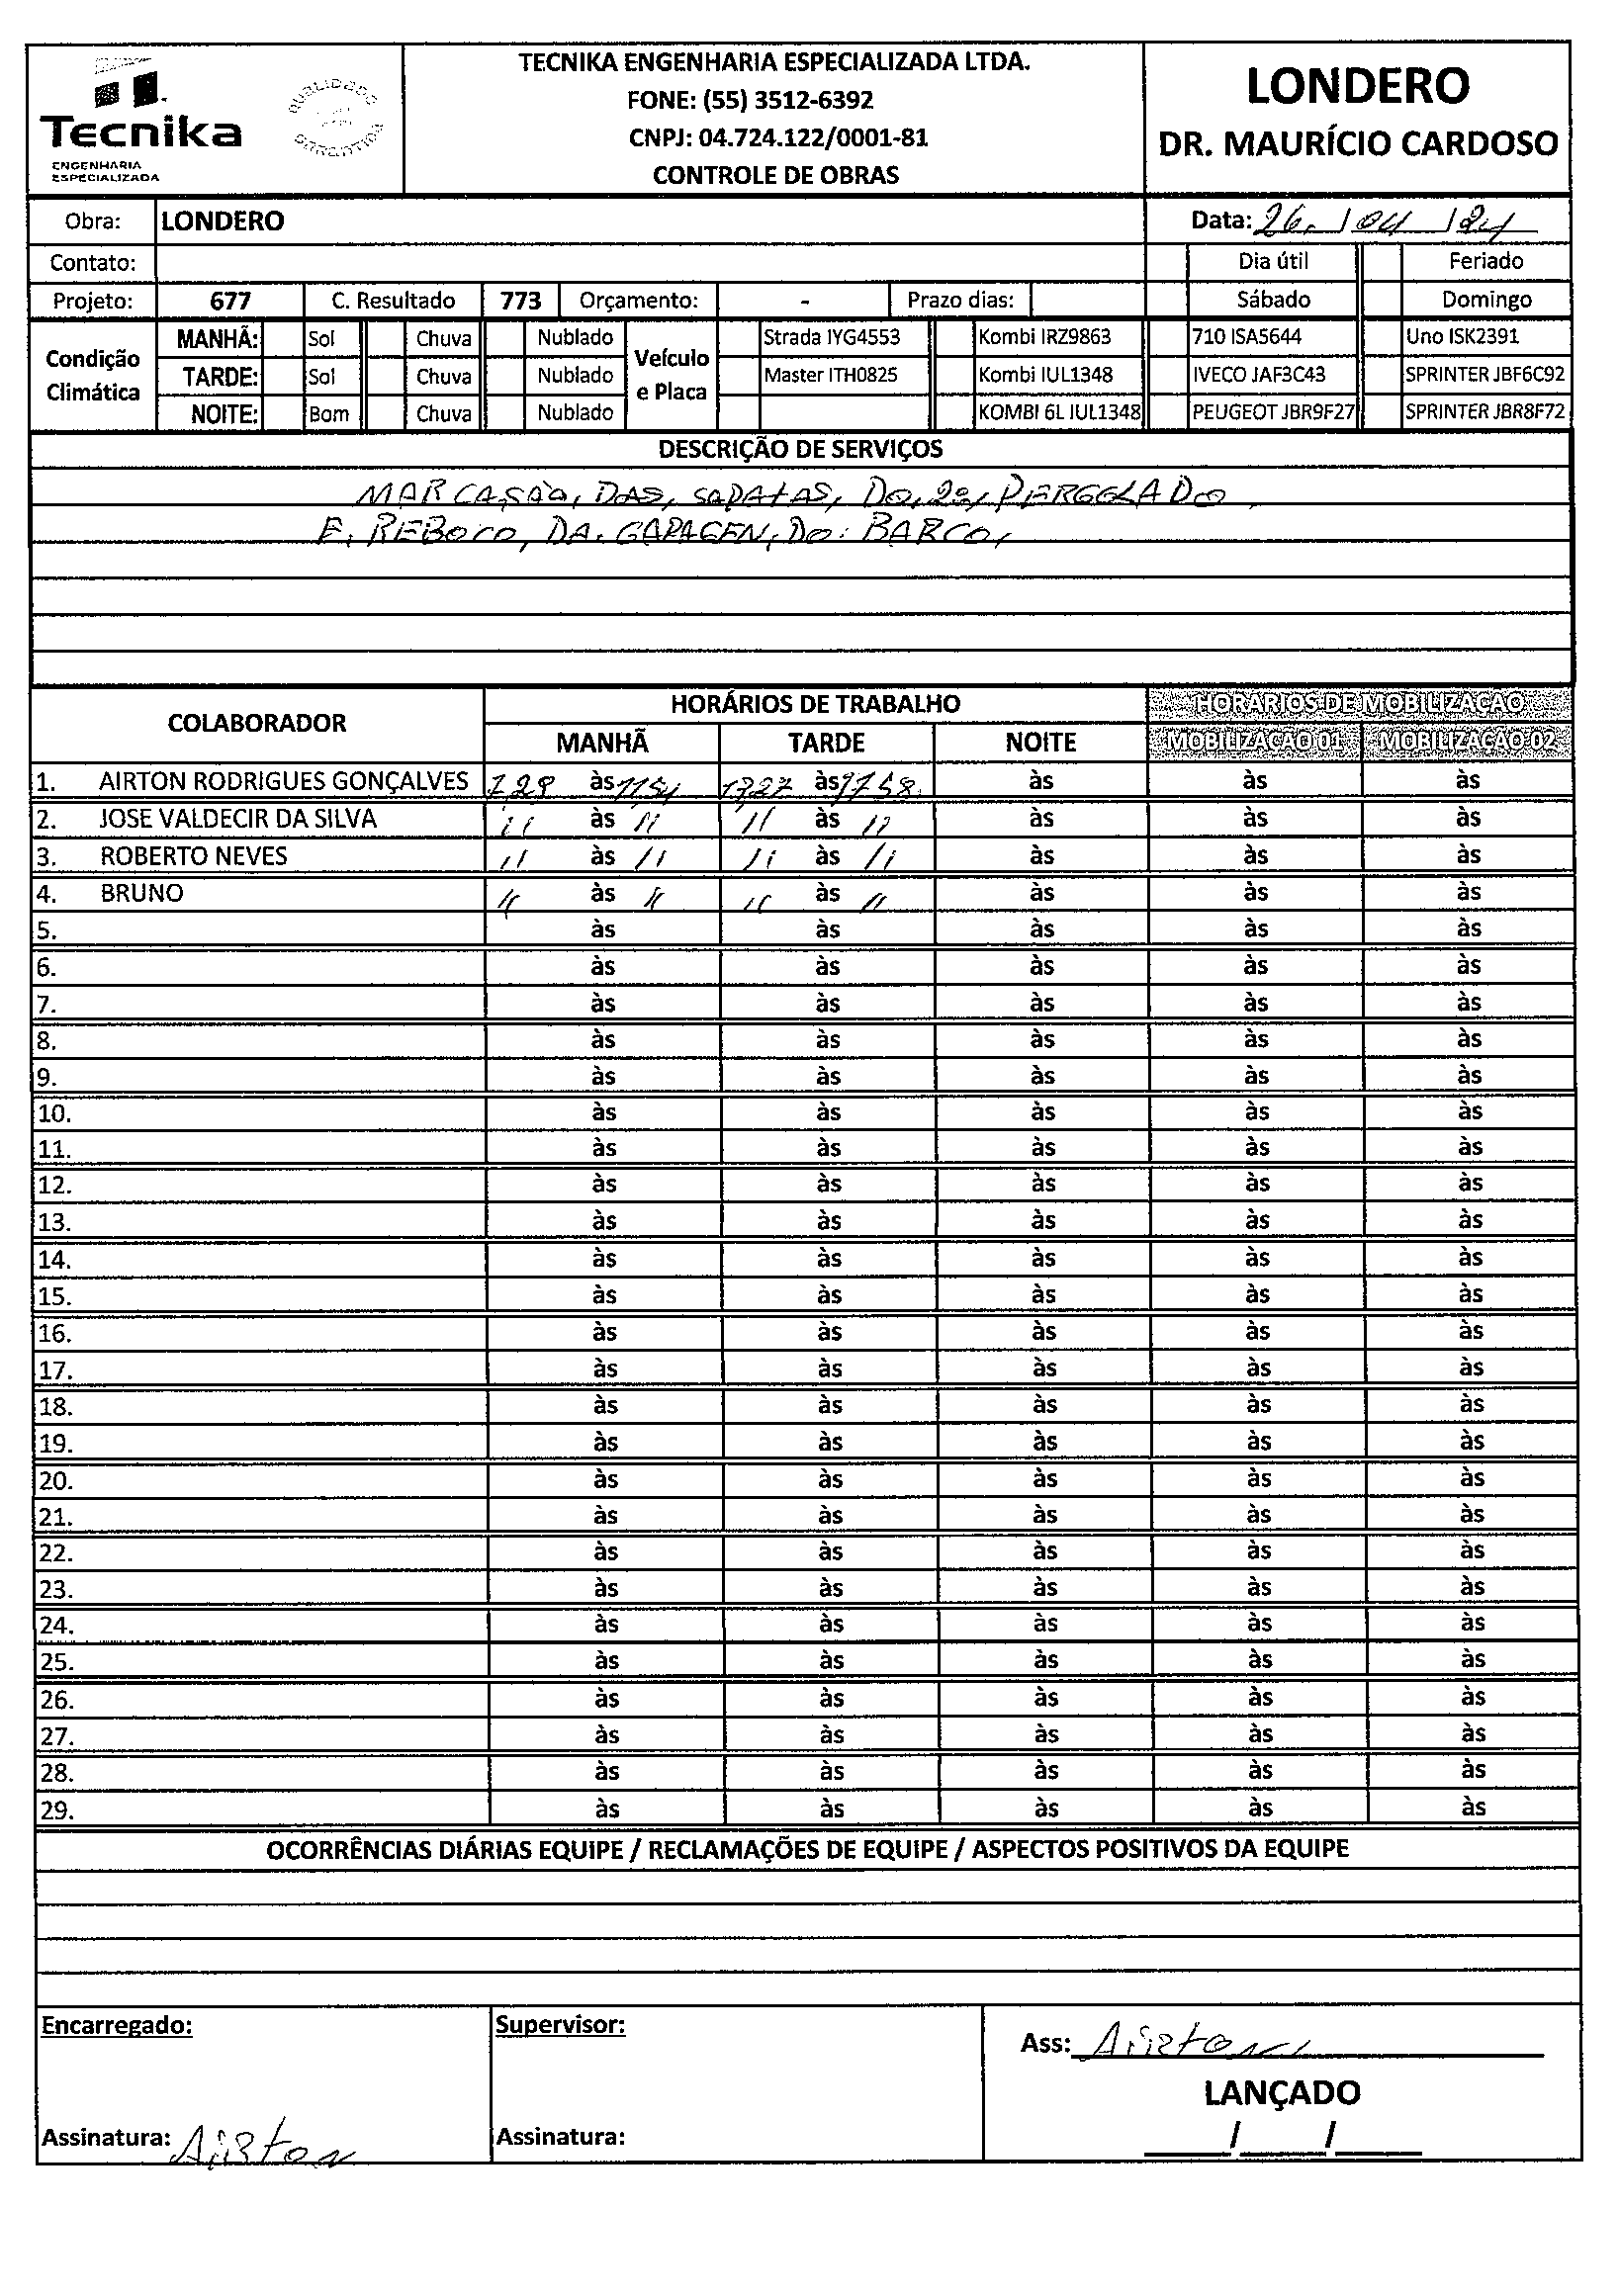 Tecnika
ENGENHARIA
ESPECIALIZADA
QUALIDADE
GARANTIDA
TECNIKA ENGENHARIA ESPECIALIZADA LTDA.
FONE: (55) 3512-6392
CNPJ: 04.724.122/0001-81
CONTROLE DE OBRAS
LONDERO
DR. MAURÍCIO CARDOSO
Obra: LONDERO Data: 26/04/24
Contato: Dia útil Feriado
Projeto: 677 C. Resultado 773 Orçamento: - Prazo dias: Sábado Domingo
Condição Climática MANHÃ: Sol Chuva Nublado Veículo e Placa Strada IYG4553 Kombi IRZ9863 710 ISA5644 Uno ISK2391
TARDE: Sol Chuva Nublado Master ITH0825 Kombi IUL1348 IVECO JAF3C43 SPRINTER JBF6C92
NOITE: Bom Chuva Nublado KOMBI 6L IUL1348 PEUGEOT JBR9F27 SPRINTER JBR8F72
DESCRIÇÃO DE SERVIÇOS
MARCASÃO, DAS, SAPATAS, DO, 2º, PERGOLADO
E, REBOCO, DA. GARAGEN, DO. BARCO,
COLABORADOR HORÁRIOS DE TRABALHO HORÁRIOS DE MOBILIZAÇÃO
MANHÃ TARDE NOITE MOBILIZAÇÃO 01 MOBILIZAÇÃO 02
1. AIRTON RODRIGUES GONÇALVES 728 às 1154 1327 às 1758 às às às
2. JOSE VALDECIR DA SILVA 11 às 11 11 às 11 às às às
3. ROBERTO NEVES 11 às 11 11 às 11 às às às
4. BRUNO 11 às 11 11 às 11 às às às
5. às às às às às
6. às às às às às
7. às às às às às
8. às às às às às
9. às às às às às
10. às às às às às
11. às às às às às
12. às às às às às
13. às às às às às
14. às às às às às
15. às às às às às
16. às às às às às
17. às às às às às
18. às às às às às
19. às às às às às
20. às às às às às
21. às às às às às
22. às às às às às
23. às às às às às
24. às às às às às
25. às às às às às
26. às às às às às
27. às às às às às
28. às às às às às
29. às às às às às
OCORRÊNCIAS DIÁRIAS EQUIPE / RECLAMAÇÕES DE EQUIPE / ASPECTOS POSITIVOS DA EQUIPE
Encarregado: Supervisor: Ass: Airton
LANÇADO
Assinatura: Airton Assinatura: ___/___/___